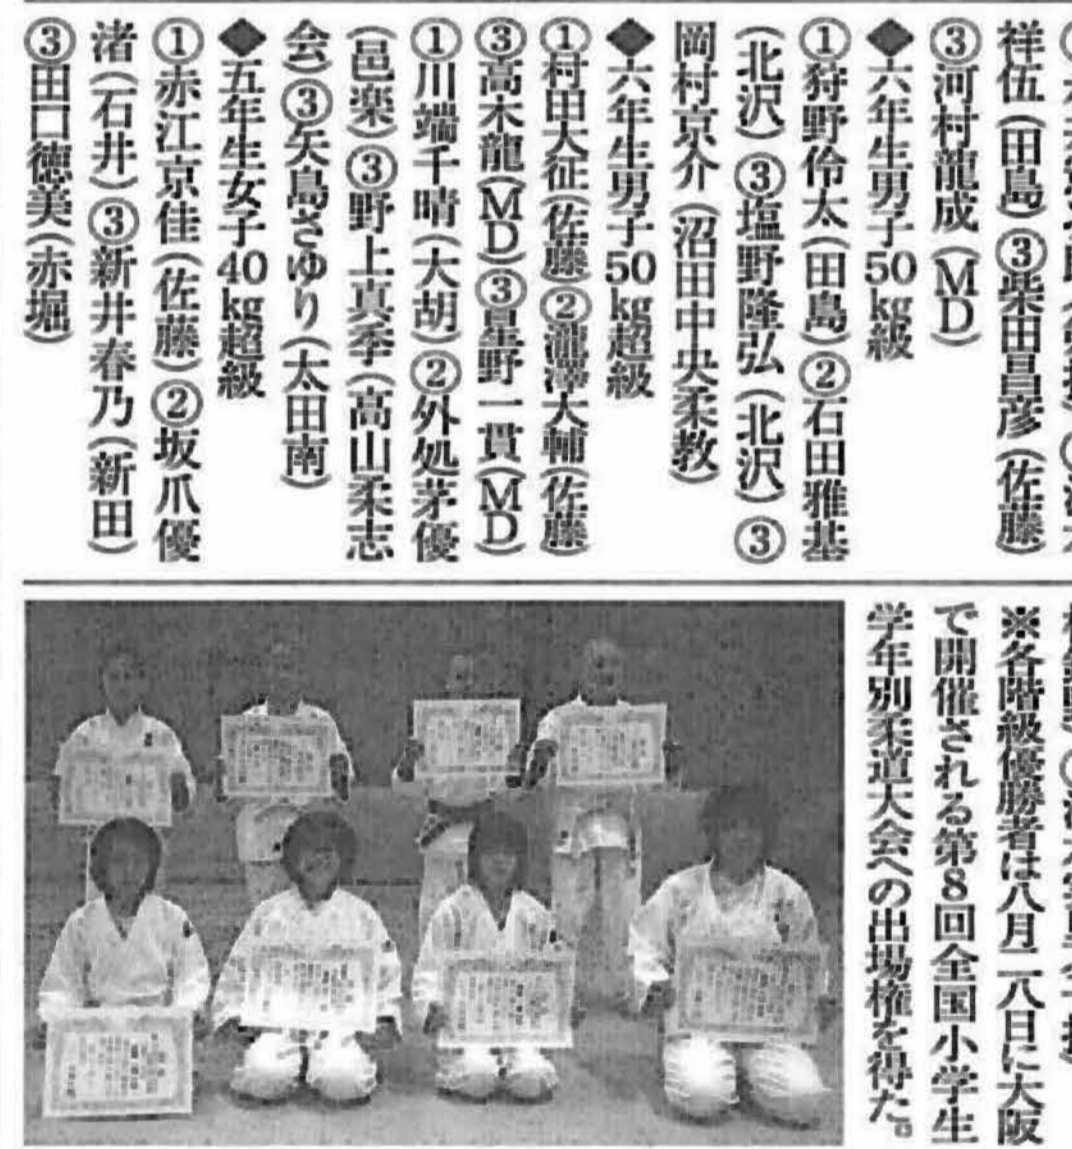 祥伍(田島)③柴田昌彦(佐藤)
③河村龍成(MD)
◆六年生男子50kg級
①狩野伶太(田島)②石田雅基
(北沢)③塩野隆弘(北沢)③
岡村京介(沼田中央柔教)
◆六年生男子50kg超級
①村田大征(佐藤)②瀧澤大輔(佐藤)
③高木龍(MD)③星野一貫(MD)
①川端千晴(大胡)②外処茅優
(邑楽)③野上真季(高山柔志
会)③矢島さゆり(太田南)
◆五年生女子40kg超級
①赤江京佳(佐藤)②坂爪優
渚(石井)③新井春乃(新田)
③田口徳美(赤堀)
※各階級優勝者は八月二八日に大阪
で開催される第8回全国小学生
学年別柔道大会への出場権を得た。